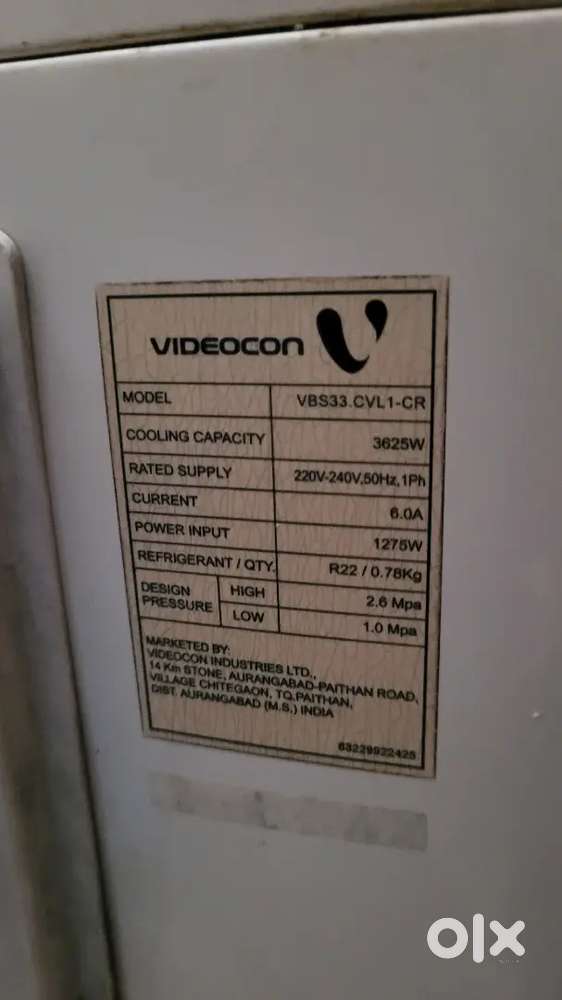 VIDEOCON
MODEL VBS33.CVL1-CR
COOLING CAPACITY 3625W
RATED SUPPLY 220V-240V,50Hz,1Ph
CURRENT 6.0A
POWER INPUT 1275W
REFRIGERANT / QTY. R22 / 0.78Kg
DESIGN PRESSURE HIGH 2.6 Mpa
LOW 1.0 Mpa
MARKETED BY:
VIDEOCON INDUSTRIES LTD.,
14 Km STONE, AURANGABAD-PAITHAN ROAD,
VILLAGE CHITEGAON, TQ.PAITHAN,
DIST. AURANGABAD (M.S.) INDIA
63229922425
olx